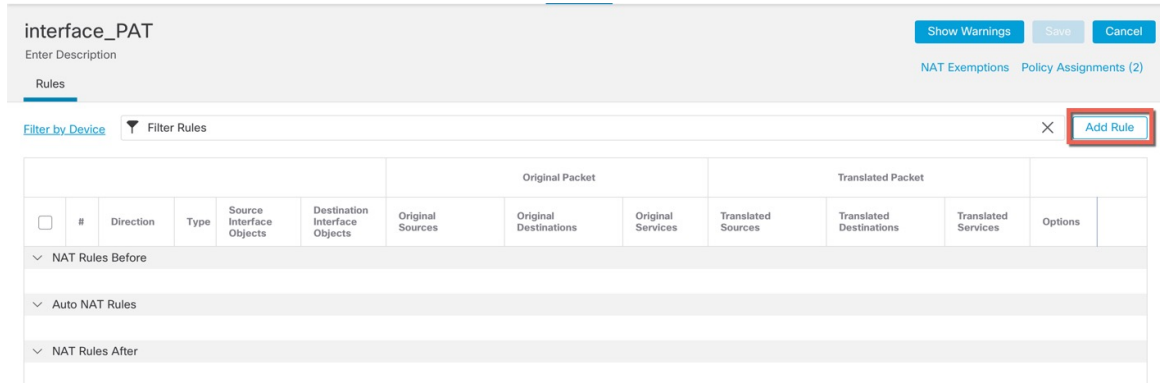 interface_PAT
Show Warnings Save Cancel
Enter Description
NAT Exemptions Policy Assignments (2)
Rules
Filter by Device Filter Rules Add Rule
Original Packet Translated Packet
# Direction Type Source Interface Objects Destination Interface Objects Original Sources Original Destinations Original Services Translated Sources Translated Destinations Translated Services Options
NAT Rules Before
Auto NAT Rules
NAT Rules After